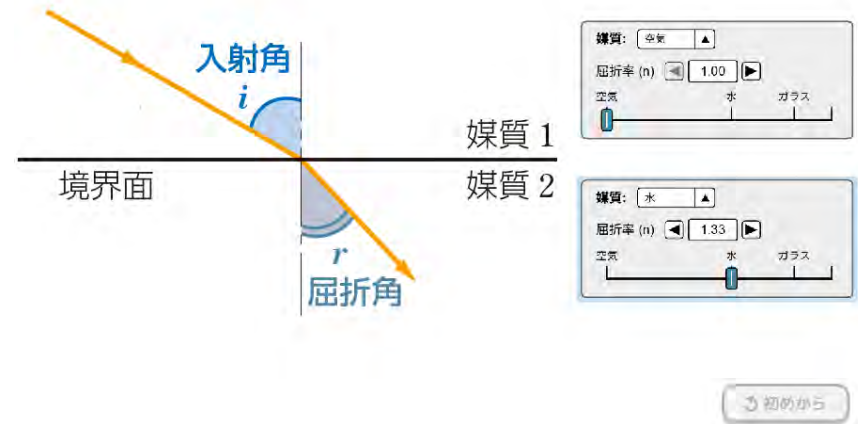 入射角
i
媒質 1
境界面
媒質 2
r
屈折角
媒質: 空気
屈折率 (n) 1.00
空気 水 ガラス
媒質: 水
屈折率 (n) 1.33
空気 水 ガラス
初めから